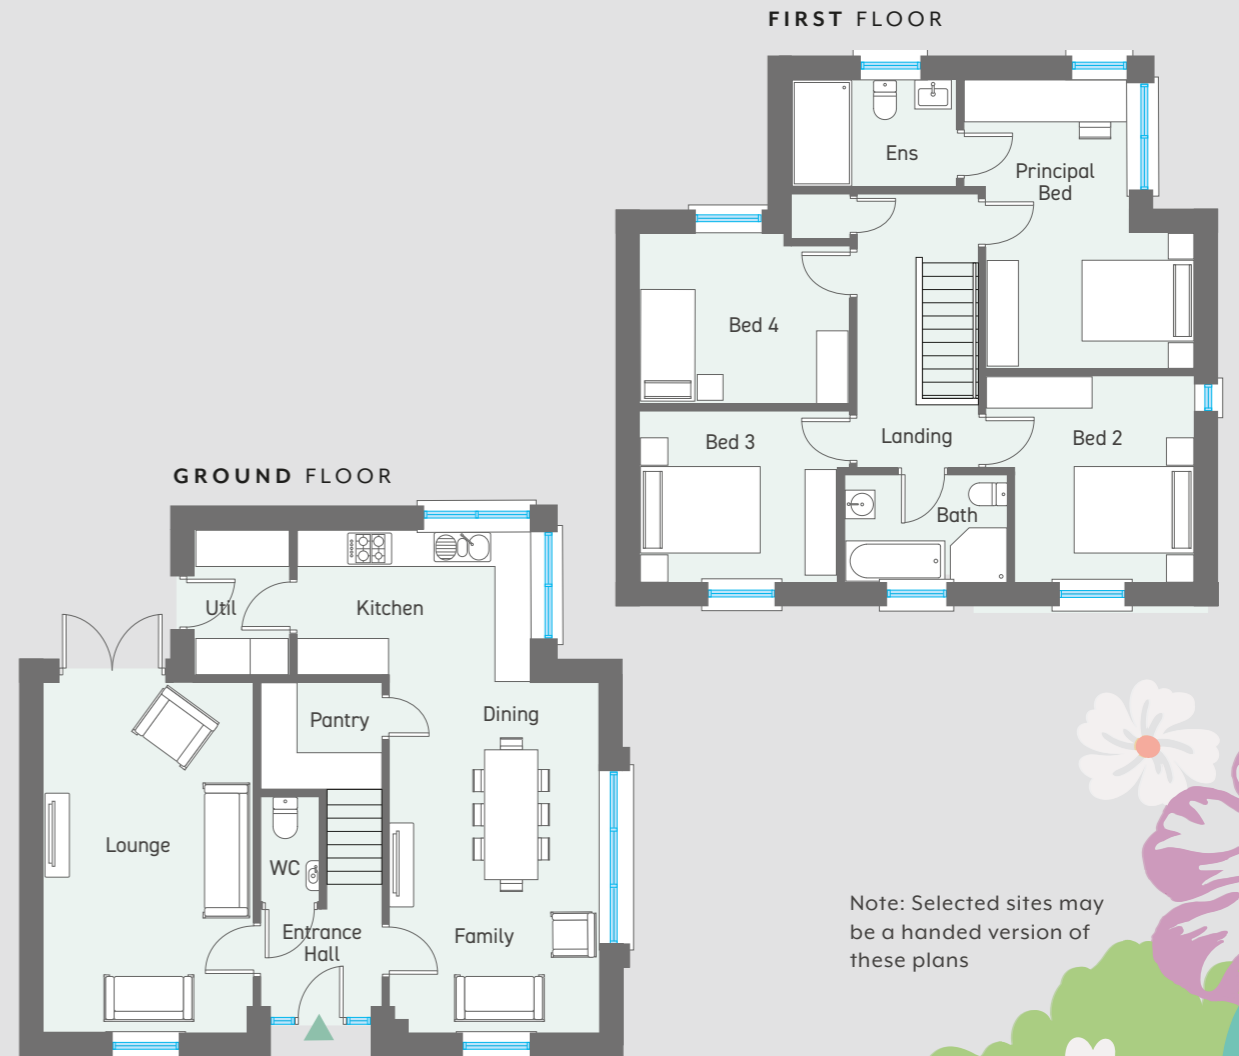 FIRST FLOOR
Ens
Principal
Bed
Bed 4
Bed 3
Landing
Bed 2
Bath
GROUND FLOOR
Util
Kitchen
Pantry
Dining
Lounge
WC
Entrance
Hall
Family
Note: Selected sites may
be a handed version of
these plans